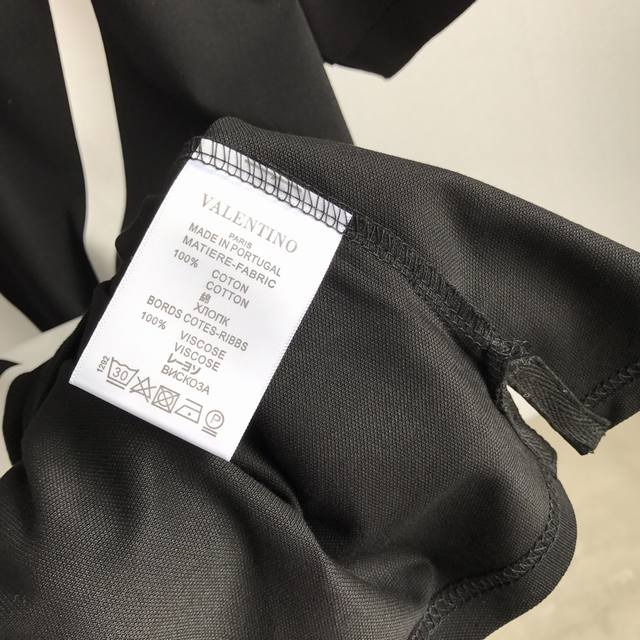 VALENTINO
PARIS
MADE IN PORTUGAL
MATIERE-FABRIC
100% COTON
COTTON
綿
ХЛОПК
BORDS COTES-RIBBS
100% VISCOSE
VISCOSE
レーヨン
ВИСКОЗА
1292
30
P